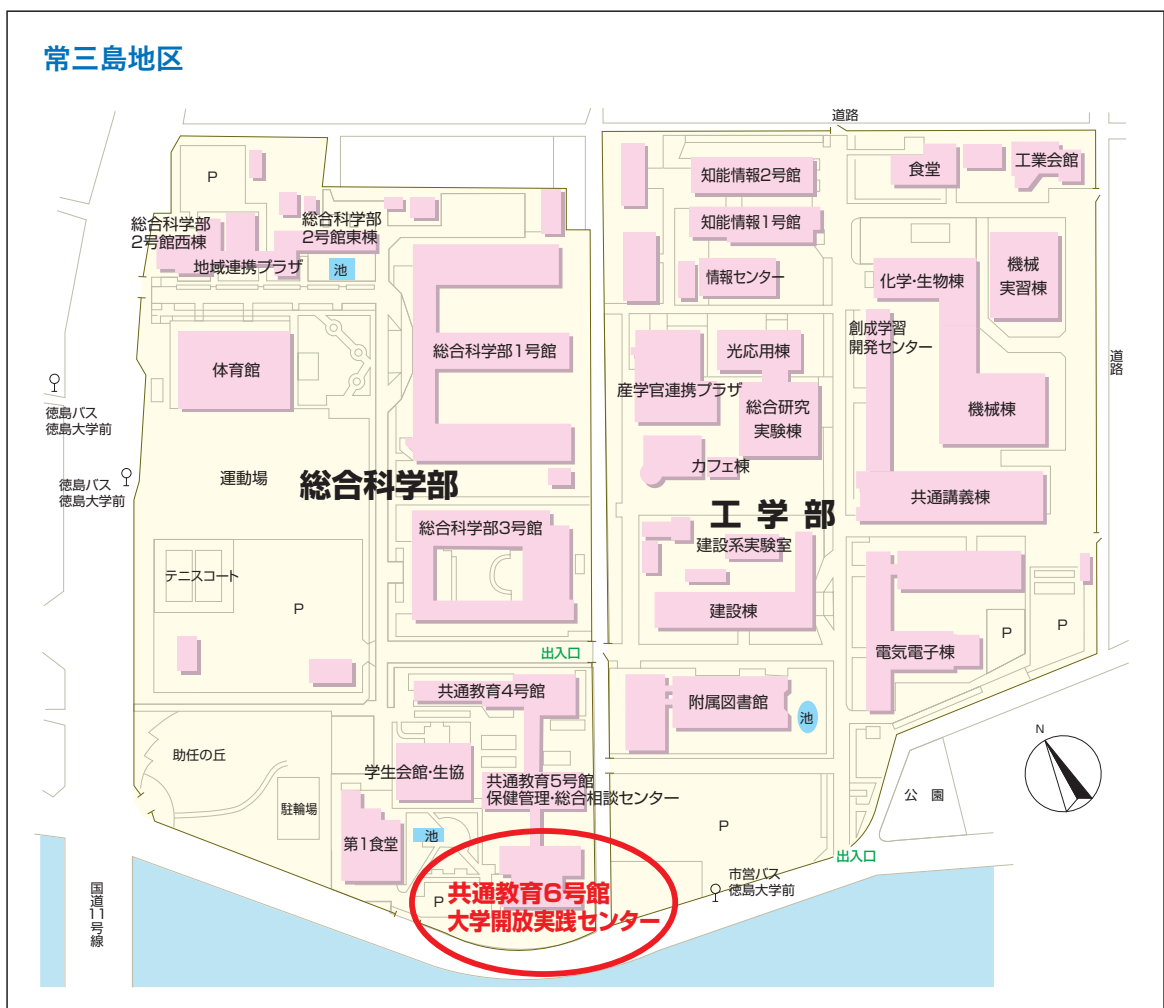 常三島地区
道路
P
総合科学部
2号館西棟
総合科学部
2号館東棟
地域連携プラザ
池
知能情報2号館
食堂
工業会館
知能情報1号館
情報センター
化学・生物棟
機械
実習棟
体育館
総合科学部1号館
光応用棟
創成学習
開発センター
道路
産学官連携プラザ
総合研究
実験棟
機械棟
徳島バス
徳島大学前
徳島バス
徳島大学前
運動場
総合科学部
カフェ棟
工学部
共通講義棟
総合科学部3号館
建設系実験室
テニスコート
P
建設棟
出入口
電気電子棟
P
P
共通教育4号館
附属図書館
池
助任の丘
学生会館・生協
共通教育5号館
保健管理・総合相談センター
駐輪場
第1食堂
池
P
N
公園
出入口
市営バス
徳島大学前
P
共通教育6号館
大学開放実践センター
国道11号線